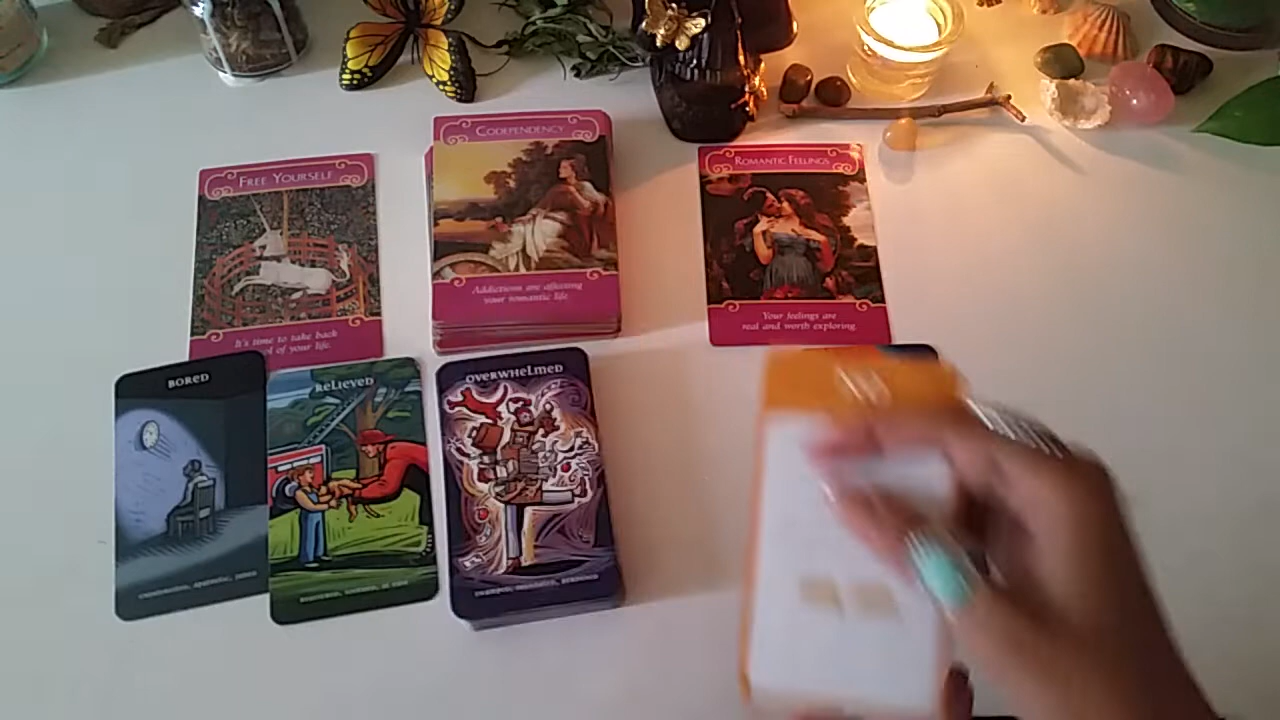 CODEPENDENCY
Addictions are affecting
your romantic life.
FREE YOURSELF
It's time to take back
of your life.
ROMANTIC FEELINGS
Your feelings are
real and worth exploring.
BORED
RELIEVED
OVERWHELMED